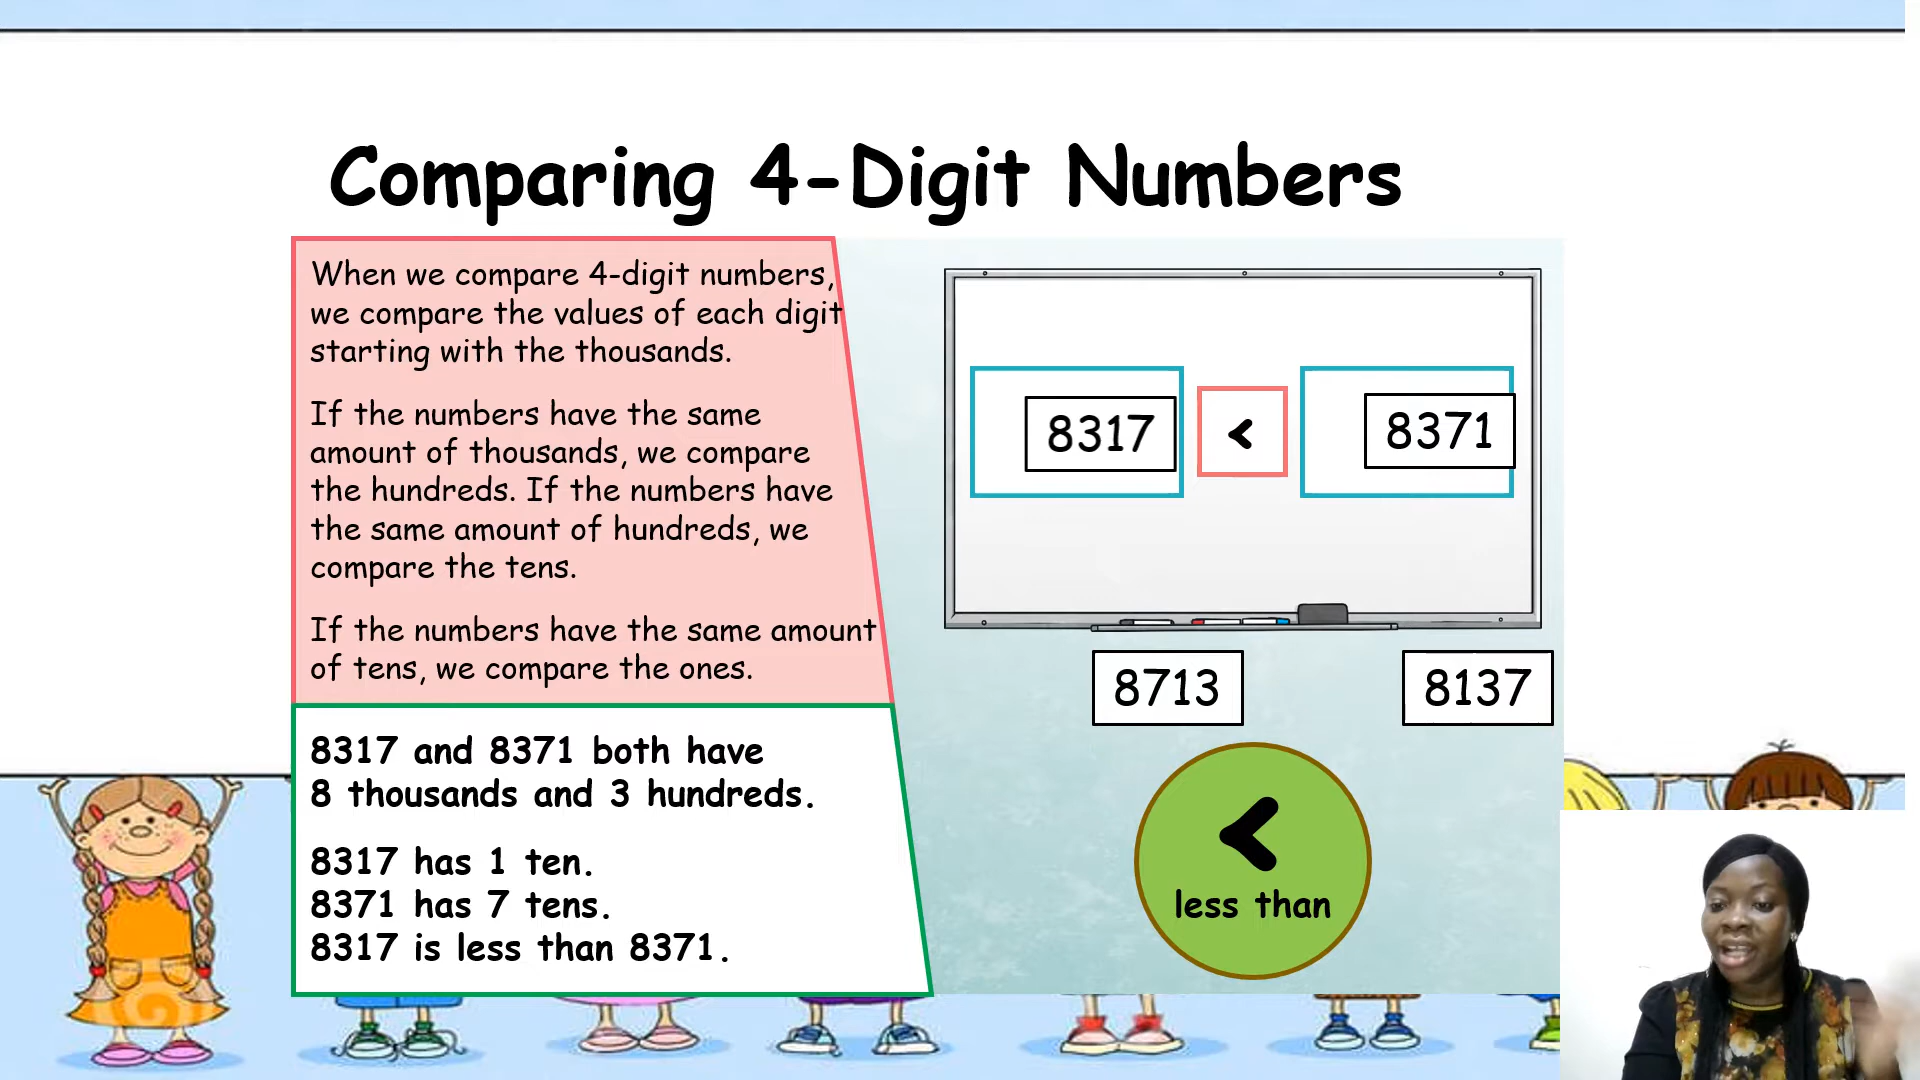 Comparing 4-Digit Numbers
When we compare 4-digit numbers,
we compare the values of each digit
starting with the thousands.
If the numbers have the same
amount of thousands, we compare
the hundreds. If the numbers have
the same amount of hundreds, we
compare the tens.
If the numbers have the same amount
of tens, we compare the ones.
8317 and 8371 both have
8 thousands and 3 hundreds.
8317 has 1 ten.
8371 has 7 tens.
8317 is less than 8371.
8317 < 8371
8713 8137
<
less than